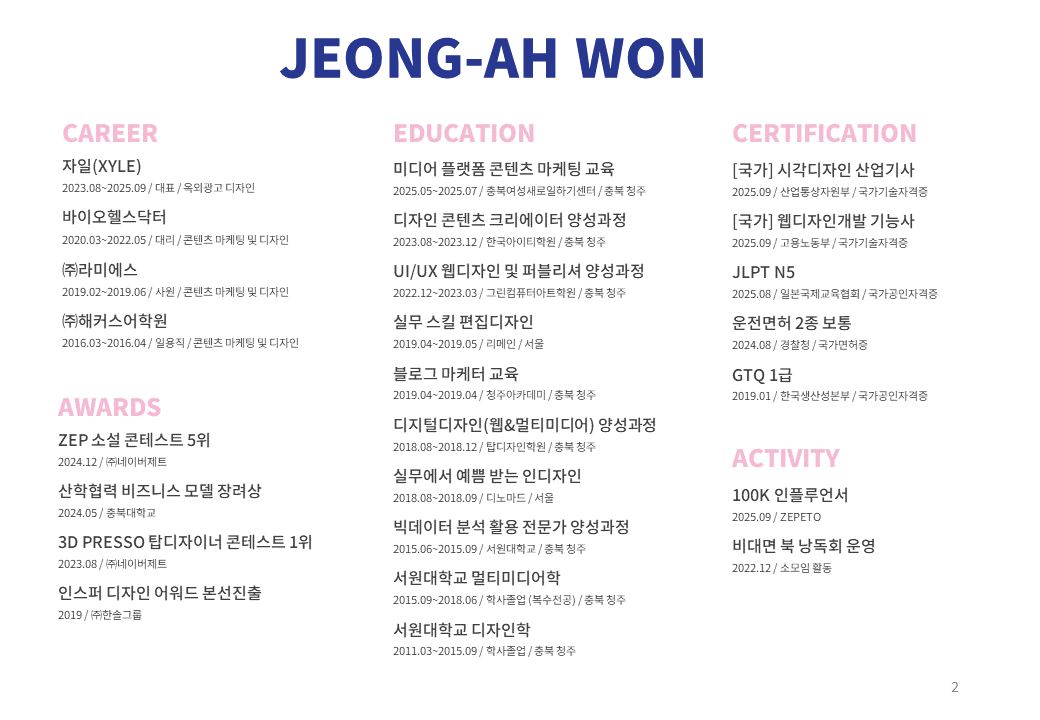 JEONG-AH WON
CAREER
자일(XYLE)
2023.08~2025.09 / 대표 / 옥외광고 디자인
바이오헬스닥터
2020.03~2022.05 / 대리 / 콘텐츠 마케팅 및 디자인
㈜라미에스
2019.02~2019.06 / 사원 / 콘텐츠 마케팅 및 디자인
㈜해커스어학원
2016.03~2016.04 / 일용직 / 콘텐츠 마케팅 및 디자인
AWARDS
ZEP 소설 콘테스트 5위
2024.12 / ㈜네이버제트
산학협력 비즈니스 모델 장려상
2024.05 / 충북대학교
3D PRESSO 탑디자이너 콘테스트 1위
2023.08 / ㈜네이버제트
인스퍼 디자인 어워드 본선진출
2019 / ㈜한솔그룹
EDUCATION
미디어 플랫폼 콘텐츠 마케팅 교육
2025.05~2025.07 / 충북여성새로일하기센터 / 충북 청주
디자인 콘텐츠 크리에이터 양성과정
2023.08~2023.12 / 한국아이티학원 / 충북 청주
UI/UX 웹디자인 및 퍼블리셔 양성과정
2022.12~2023.03 / 그린컴퓨터아트학원 / 충북 청주
실무 스킬 편집디자인
2019.04~2019.05 / 리메인 / 서울
블로그 마케터 교육
2019.04~2019.04 / 청주아카데미 / 충북 청주
디지털디자인(웹&멀티미디어) 양성과정
2018.08~2018.12 / 탑디자인학원 / 충북 청주
실무에서 예쁨 받는 인디자인
2018.08~2018.09 / 디노마드 / 서울
빅데이터 분석 활용 전문가 양성과정
2015.06~2015.09 / 서원대학교 / 충북 청주
서원대학교 멀티미디어학
2015.09~2018.06 / 학사졸업 (복수전공) / 충북 청주
서원대학교 디자인학
2011.03~2015.09 / 학사졸업 / 충북 청주
CERTIFICATION
[국가] 시각디자인 산업기사
2025.09 / 산업통상자원부 / 국가기술자격증
[국가] 웹디자인개발 기능사
2025.09 / 고용노동부 / 국가기술자격증
JLPT N5
2025.08 / 일본국제교육협회 / 국가공인자격증
운전면허 2종 보통
2024.08 / 경찰청 / 국가면허증
GTQ 1급
2019.01 / 한국생산성본부 / 국가공인자격증
ACTIVITY
100K 인플루언서
2025.09 / ZEPETO
비대면 북 낭독회 운영
2022.12 / 소모임 활동
2